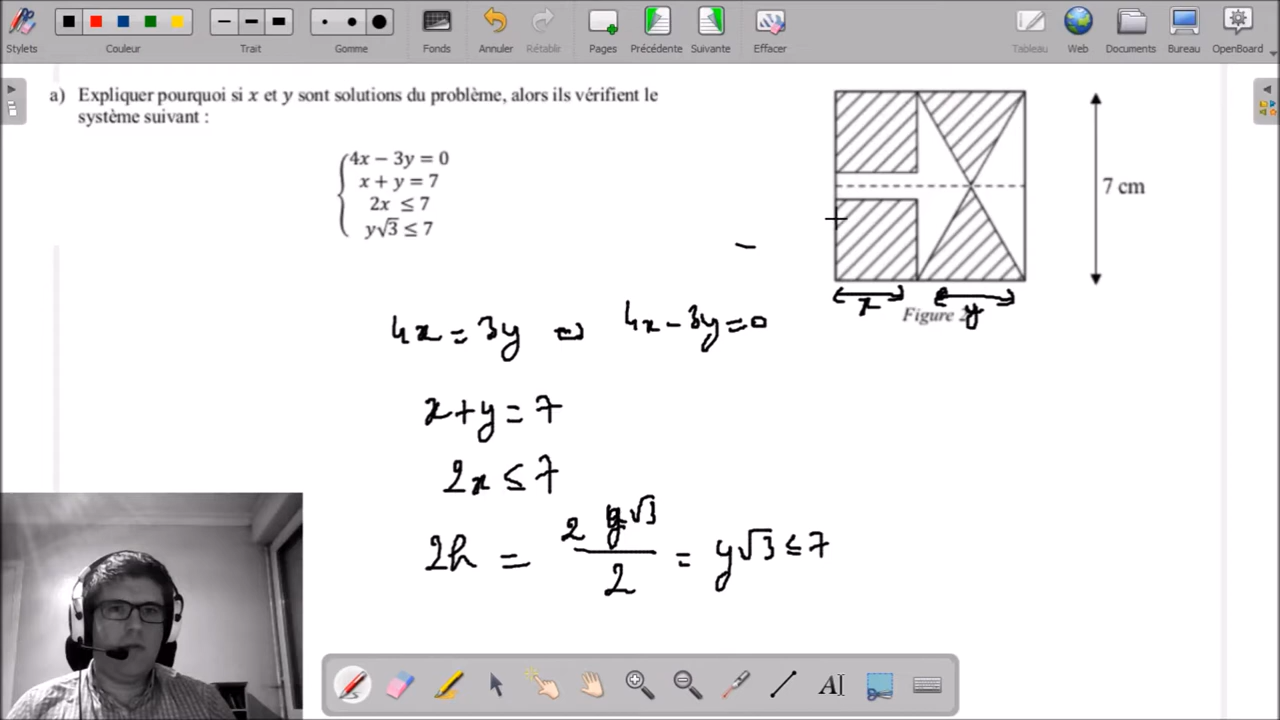 Stylets Couleur Trait Gomme Fonds Annuler Rétablir Pages Précédente Suivante Effacer Tableau Web Documents Bureau OpenBoard
a) Expliquer pourquoi si x et y sont solutions du problème, alors ils vérifient le
système suivant :
4x − 3y = 0
x + y = 7
2x ≤ 7
y√3 ≤ 7
7 cm
x y
Figure 2
4x = 3y ⇔ 4x − 3y = 0
x + y = 7
2x ≤ 7
2h = 2 y√3 / 2 = y√3 ≤ 7
AI